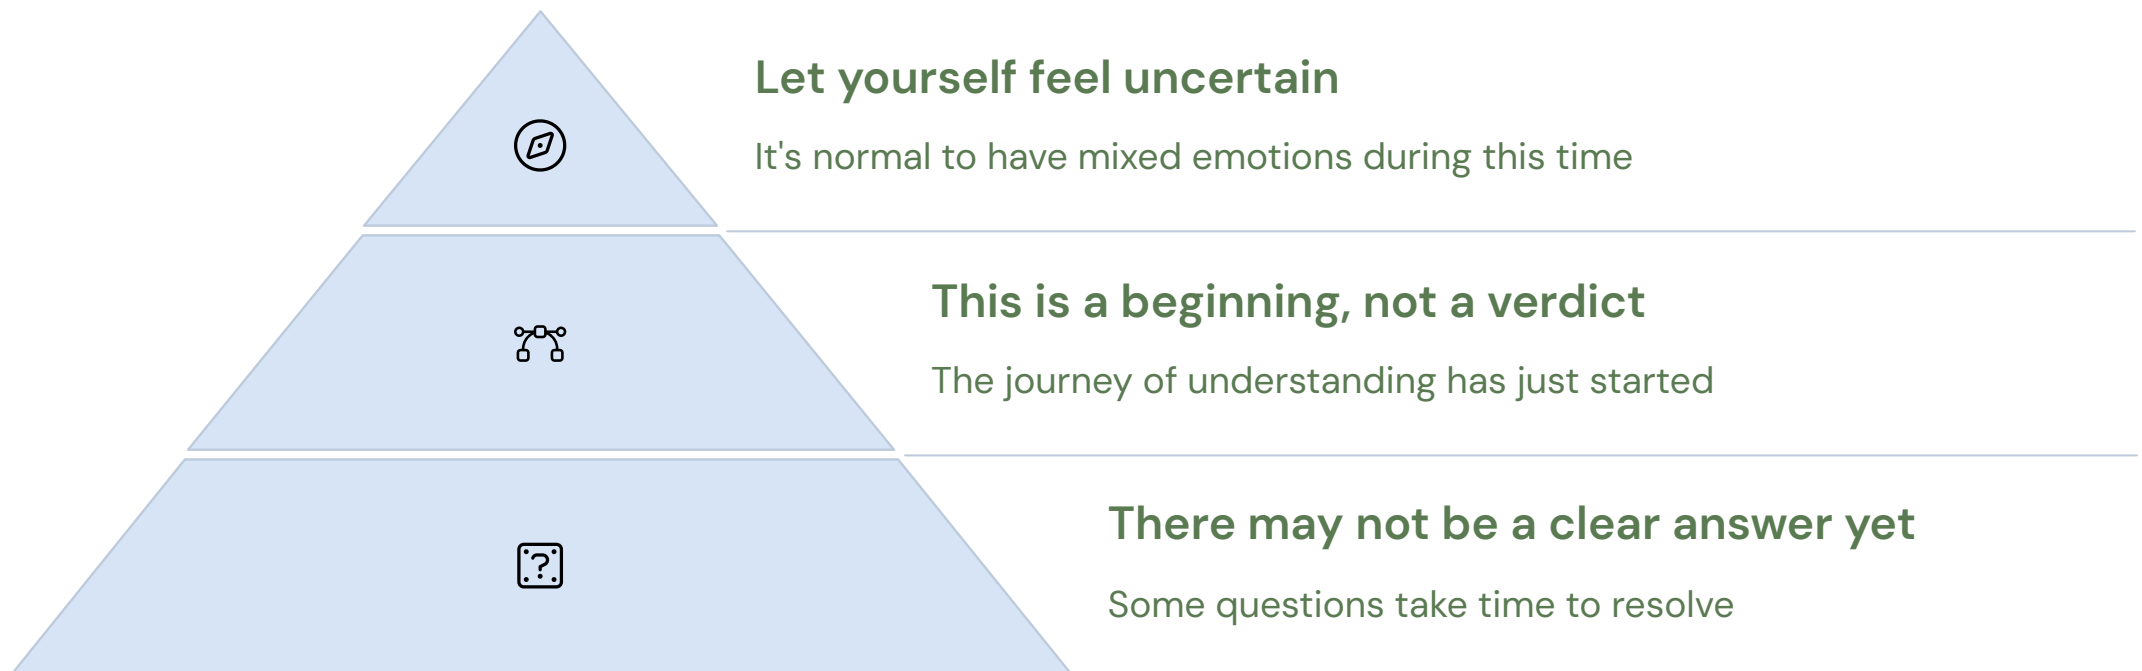 Let yourself feel uncertain
It's normal to have mixed emotions during this time
This is a beginning, not a verdict
The journey of understanding has just started
?
There may not be a clear answer yet
Some questions take time to resolve